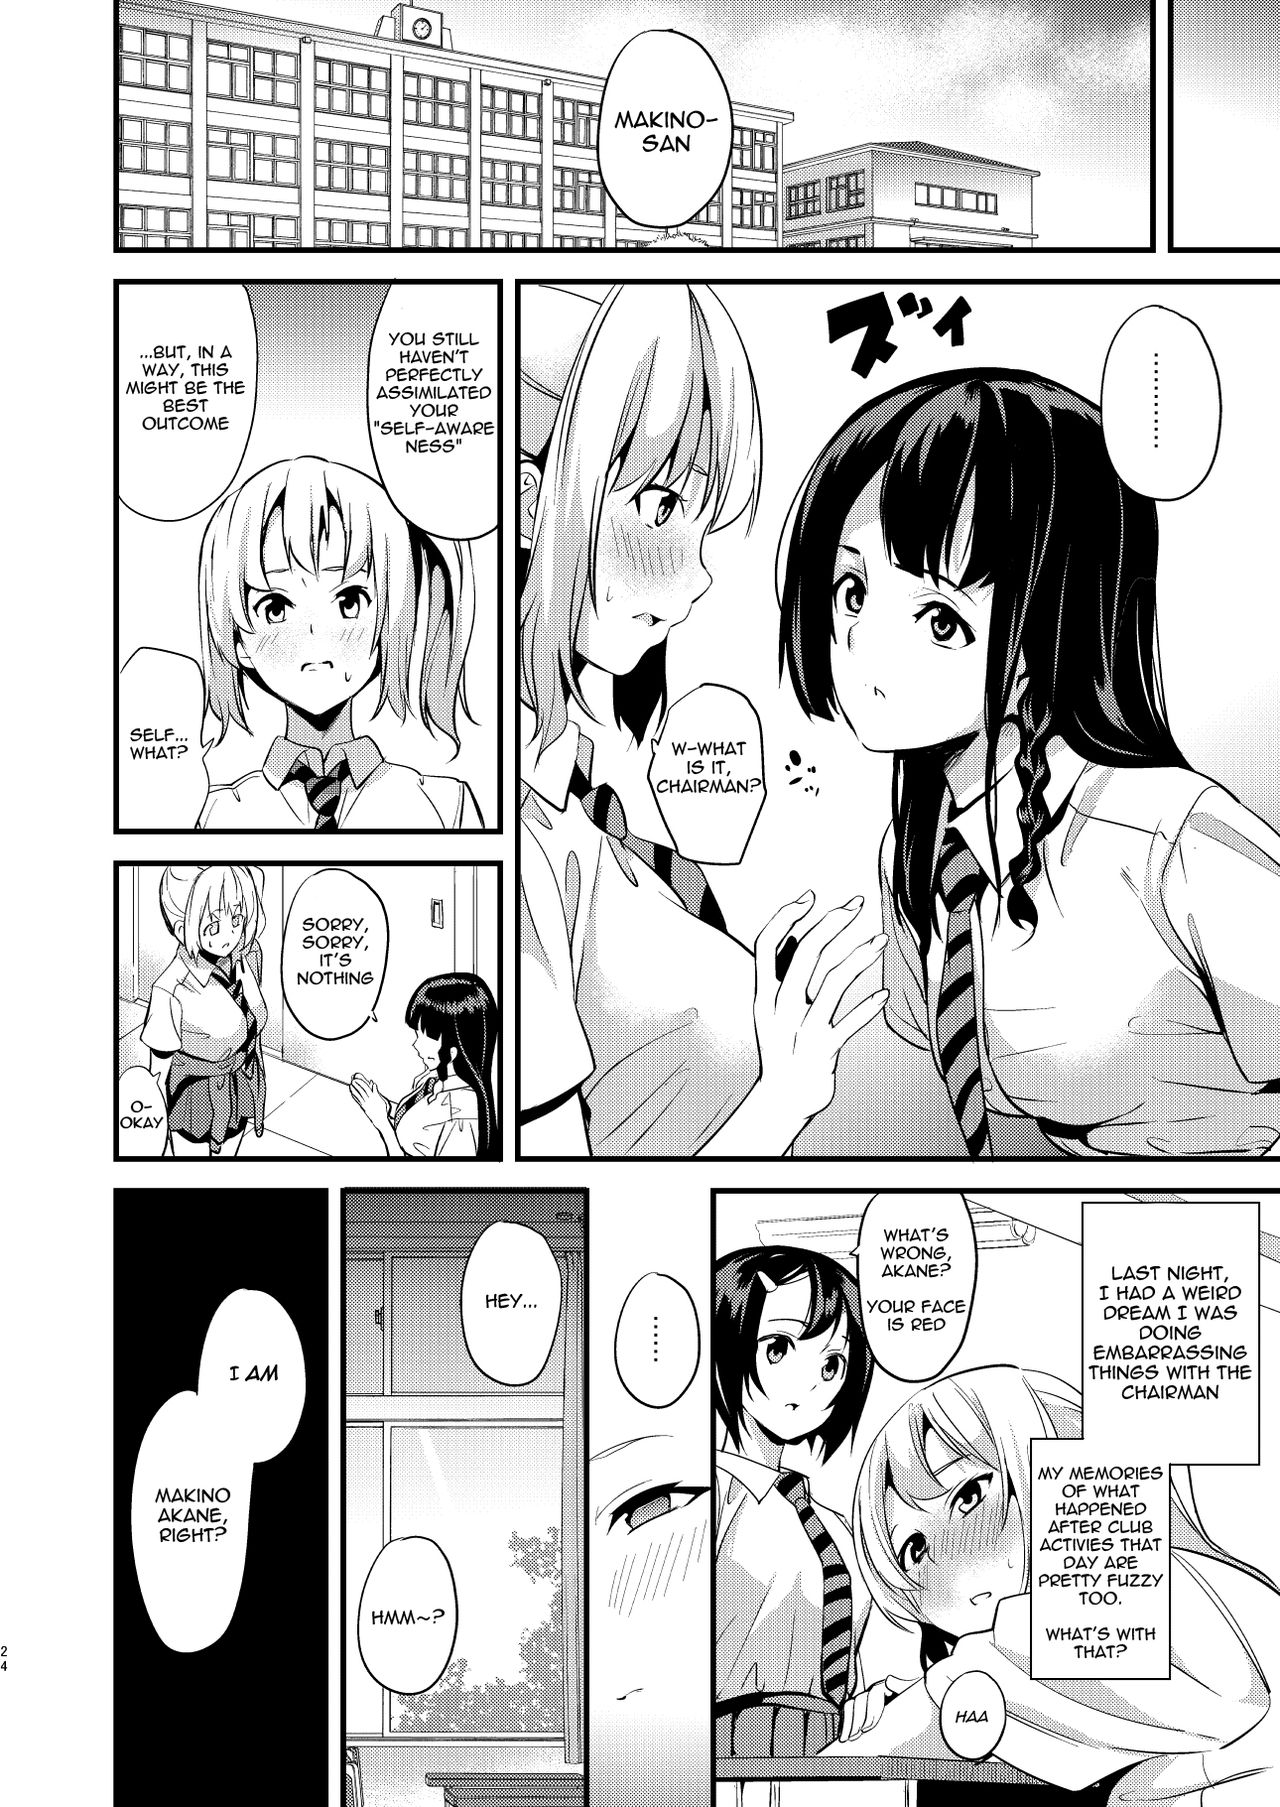 MAKINO-
SAN
............
ズイ
W-WHAT
IS IT,
CHAIRMAN?
YOU STILL
HAVEN'T
PERFECTLY
ASSIMILATED
YOUR
"SELF-AWARE
NESS"
...BUT, IN A
WAY, THIS
MIGHT BE THE
BEST
OUTCOME
SELF...
WHAT?
SORRY,
SORRY,
IT'S
NOTHING
O-
OKAY
LAST NIGHT,
I HAD A WEIRD
DREAM I WAS
DOING
EMBARRASSING
THINGS WITH THE
CHAIRMAN
WHAT'S
WRONG,
AKANE?
YOUR FACE
IS RED
MY MEMORIES
OF WHAT
HAPPENED
AFTER CLUB
ACTIVIES THAT
DAY ARE
PRETTY FUZZY
TOO.
WHAT'S WITH
THAT?
HAA
......
HEY...
HMM~?
I AM
MAKINO
AKANE,
RIGHT?
24